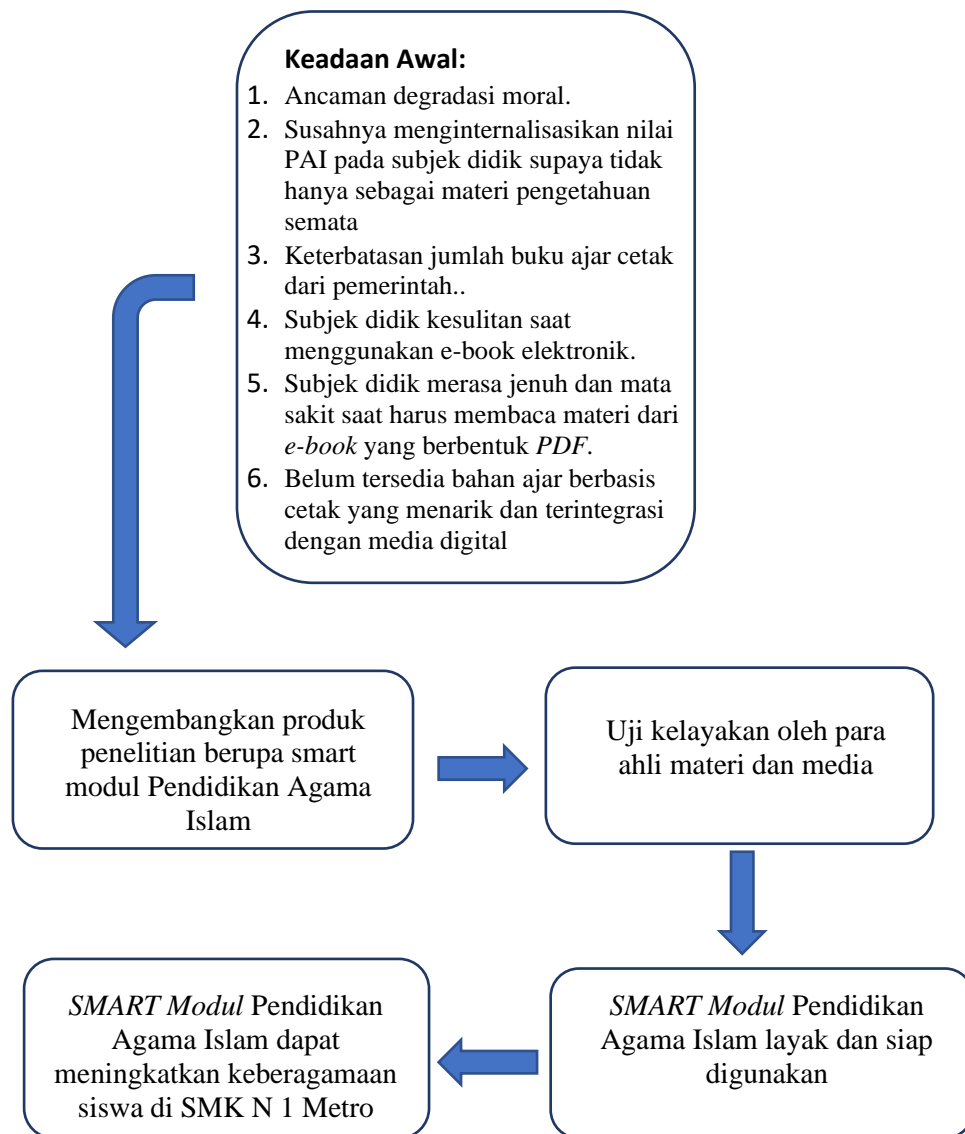 Keadaan Awal:
1. Ancaman degradasi moral.
2. Susahnya menginternalisasikan nilai
PAI pada subjek didik supaya tidak
hanya sebagai materi pengetahuan
semata
3. Keterbatasan jumlah buku ajar cetak
dari pemerintah..
4. Subjek didik kesulitan saat
menggunakan e-book elektronik.
5. Subjek didik merasa jenuh dan mata
sakit saat harus membaca materi dari
e-book yang berbentuk PDF.
6. Belum tersedia bahan ajar berbasis
cetak yang menarik dan terintegrasi
dengan media digital
Mengembangkan produk
penelitian berupa smart
modul Pendidikan Agama
Islam
Uji kelayakan oleh para
ahli materi dan media
SMART Modul Pendidikan
Agama Islam layak dan siap
digunakan
SMART Modul Pendidikan
Agama Islam dapat
meningkatkan keberagamaan
siswa di SMK N 1 Metro